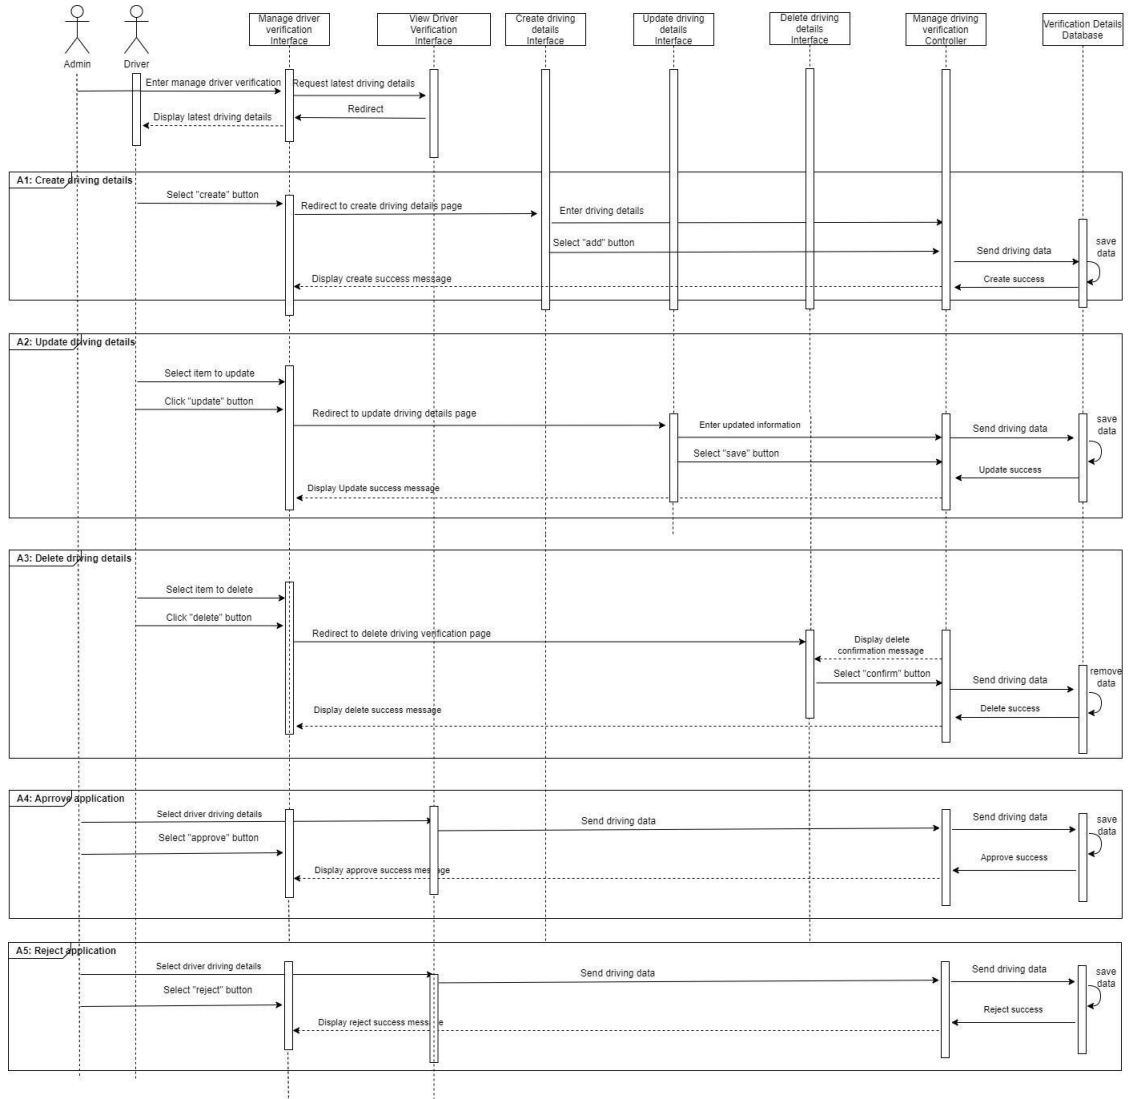 Admin
Driver
Manage driver
verification
Interface
View Driver
Verification
Interface
Create driving
details
Interface
Update driving
details
Interface
Delete driving
details
Interface
Manage driving
verification
Controller
Verification Details
Database
Enter manage driver verification
Request latest driving details
Redirect
Display latest driving details
A1: Create driving details
Select "create" button
Redirect to create driving details page
Enter driving details
Select "add" button
Send driving data
save
data
Create success
Display create success message
A2: Update driving details
Select item to update
Click "update" button
Redirect to update driving details page
Enter updated information
Send driving data
save
data
Select "save" button
Update success
Display Update success message
A3: Delete driving details
Select item to delete
Click "delete" button
Redirect to delete driving verification page
Display delete
confirmation message
Select "confirm" button
Send driving data
remove
data
Delete success
Display delete success message
A4: Aprrove application
Select driver driving details
Send driving data
Send driving data
save
data
Select "approve" button
Approve success
Display approve success message
A5: Reject application
Select driver driving details
Send driving data
Send driving data
save
data
Select "reject" button
Reject success
Display reject success message